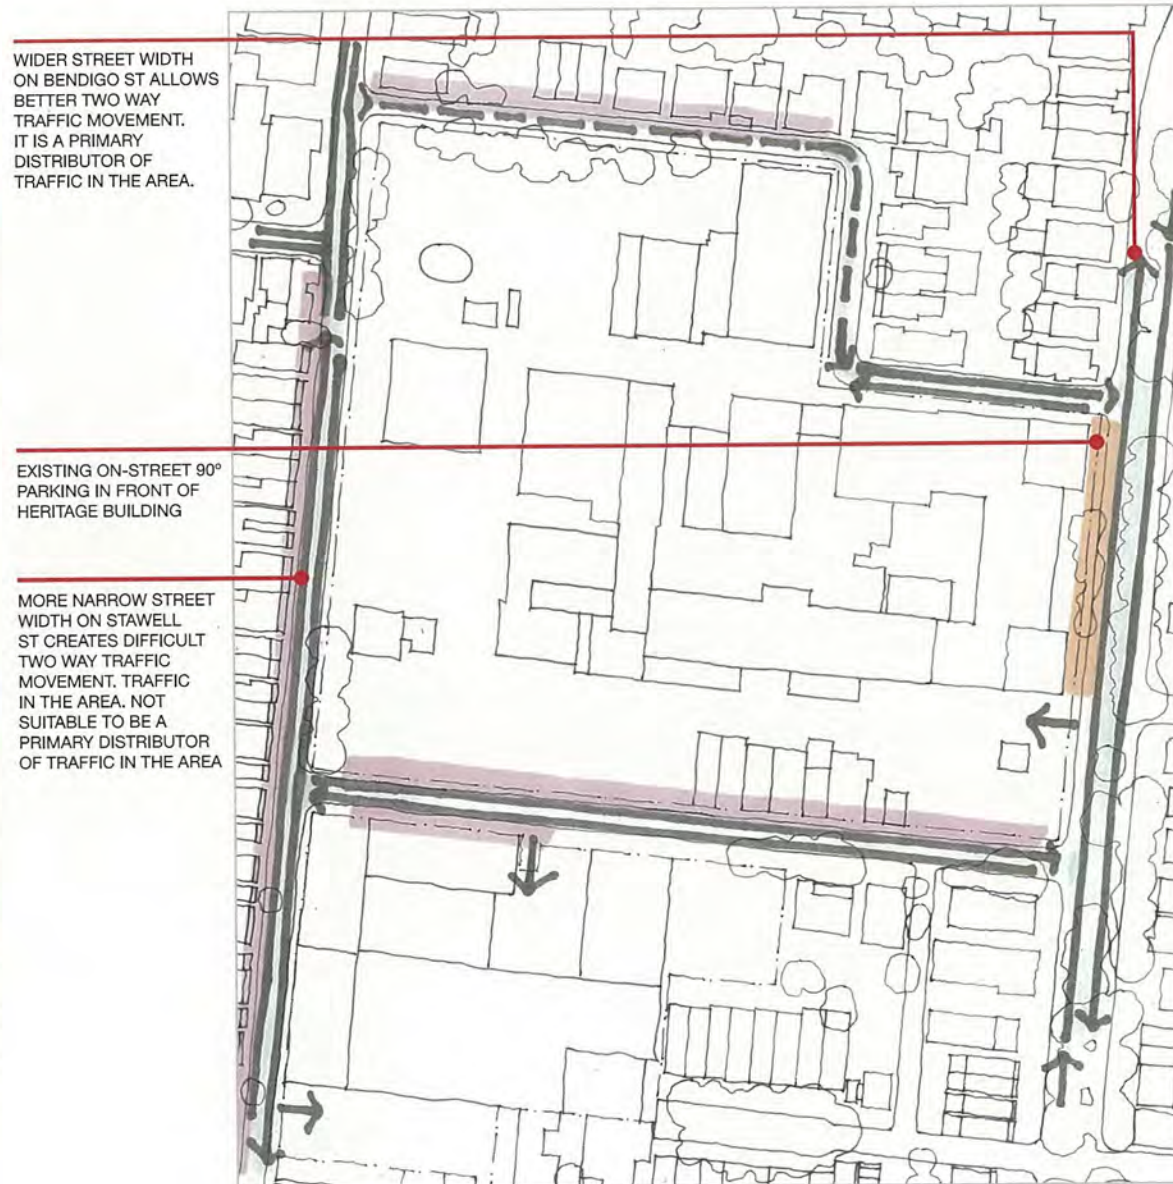 WIDER STREET WIDTH
ON BENDIGO ST ALLOWS
BETTER TWO WAY
TRAFFIC MOVEMENT.
IT IS A PRIMARY
DISTRIBUTOR OF
TRAFFIC IN THE AREA.
EXISTING ON-STREET 90º
PARKING IN FRONT OF
HERITAGE BUILDING
MORE NARROW STREET
WIDTH ON STAWELL
ST CREATES DIFFICULT
TWO WAY TRAFFIC
MOVEMENT. TRAFFIC
IN THE AREA. NOT
SUITABLE TO BE A
PRIMARY DISTRIBUTOR
OF TRAFFIC IN THE AREA